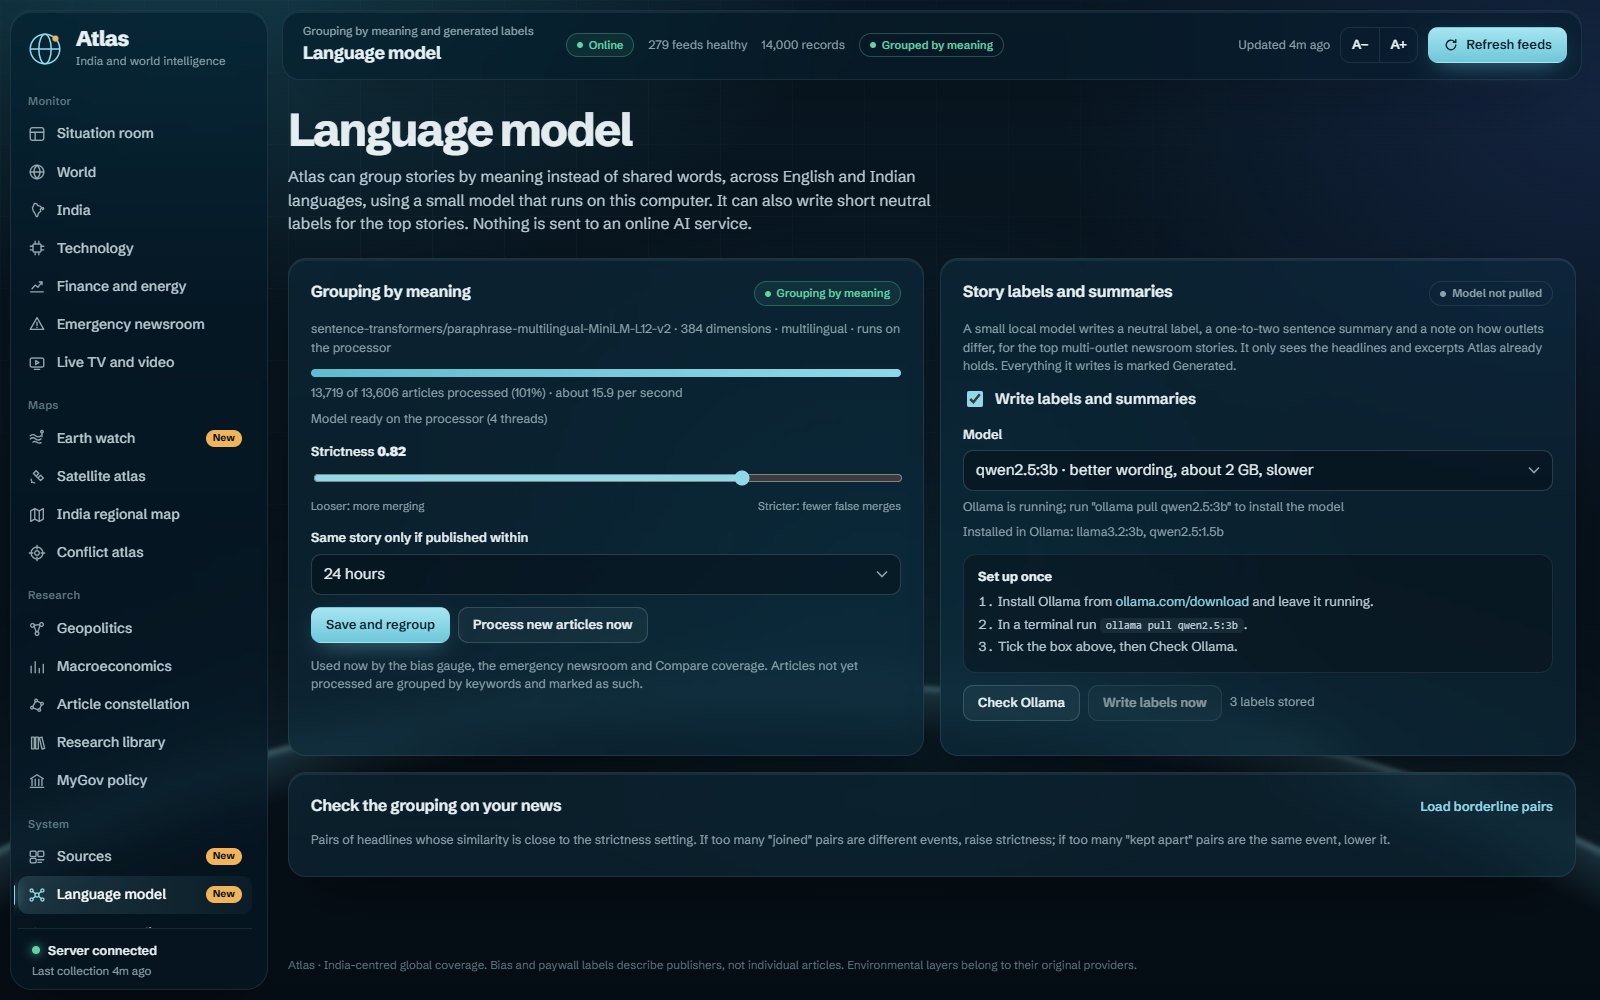 Atlas
India and world intelligence
Monitor
Situation room
World
India
Technology
Finance and energy
Emergency newsroom
Live TV and video
Maps
Earth watch New
Satellite atlas
India regional map
Conflict atlas
Research
Geopolitics
Macroeconomics
Article constellation
Research library
MyGov policy
System
Sources New
Language model New
Server connected
Last collection 4m ago
Grouping by meaning and generated labels
Language model
Online 279 feeds healthy 14,000 records Grouped by meaning
Updated 4m ago A− A+ Refresh feeds
Language model
Atlas can group stories by meaning instead of shared words, across English and Indian
languages, using a small model that runs on this computer. It can also write short neutral
labels for the top stories. Nothing is sent to an online AI service.
Grouping by meaning Grouping by meaning
sentence-transformers/paraphrase-multilingual-MiniLM-L12-v2 · 384 dimensions · multilingual · runs on
the processor
13,719 of 13,606 articles processed (101%) · about 15.9 per second
Model ready on the processor (4 threads)
Strictness 0.82
Looser: more merging Stricter: fewer false merges
Same story only if published within
24 hours
Save and regroup Process new articles now
Used now by the bias gauge, the emergency newsroom and Compare coverage. Articles not yet
processed are grouped by keywords and marked as such.
Story labels and summaries Model not pulled
A small local model writes a neutral label, a one-to-two sentence summary and a note on how outlets
differ, for the top multi-outlet newsroom stories. It only sees the headlines and excerpts Atlas already
holds. Everything it writes is marked Generated.
Write labels and summaries
Model
qwen2.5:3b · better wording, about 2 GB, slower
Ollama is running; run "ollama pull qwen2.5:3b" to install the model
Installed in Ollama: llama3.2:3b, qwen2.5:1.5b
Set up once
1. Install Ollama from ollama.com/download and leave it running.
2. In a terminal run ollama pull qwen2.5:3b.
3. Tick the box above, then Check Ollama.
Check Ollama Write labels now 3 labels stored
Check the grouping on your news Load borderline pairs
Pairs of headlines whose similarity is close to the strictness setting. If too many "joined" pairs are different events, raise strictness; if too many "kept apart" pairs are the same event, lower it.
Atlas · India-centred global coverage. Bias and paywall labels describe publishers, not individual articles. Environmental layers belong to their original providers.